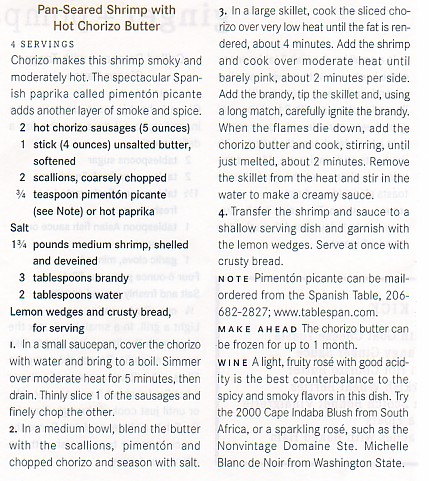 Pan-Seared Shrimp with
Hot Chorizo Butter
4 SERVINGS
Chorizo makes this shrimp smoky and
moderately hot. The spectacular Span-
ish paprika called pimentón picante
adds another layer of smoke and spice.
2 hot chorizo sausages (5 ounces)
1 stick (4 ounces) unsalted butter,
softened
2 scallions, coarsely chopped
¾ teaspoon pimentón picante
(see Note) or hot paprika
Salt
1¾ pounds medium shrimp, shelled
and deveined
3 tablespoons brandy
2 tablespoons water
Lemon wedges and crusty bread,
for serving
1. In a small saucepan, cover the chorizo
with water and bring to a boil. Simmer
over moderate heat for 5 minutes, then
drain. Thinly slice 1 of the sausages and
finely chop the other.
2. In a medium bowl, blend the butter
with the scallions, pimentón and
chopped chorizo and season with salt.
3. In a large skillet, cook the sliced cho-
rizo over very low heat until the fat is ren-
dered, about 4 minutes. Add the shrimp
and cook over moderate heat until
barely pink, about 2 minutes per side.
Add the brandy, tip the skillet and, using
a long match, carefully ignite the brandy.
When the flames die down, add the
chorizo butter and cook, stirring, until
just melted, about 2 minutes. Remove
the skillet from the heat and stir in the
water to make a creamy sauce.
4. Transfer the shrimp and sauce to a
shallow serving dish and garnish with
the lemon wedges. Serve at once with
crusty bread.
NOTE Pimentón picante can be mail-
ordered from the Spanish Table, 206-
682-2827; www.tablespan.com.
MAKE AHEAD The chorizo butter can
be frozen for up to 1 month.
WINE A light, fruity rosé with good acid-
ity is the best counterbalance to the
spicy and smoky flavors in this dish. Try
the 2000 Cape Indaba Blush from South
Africa, or a sparkling rosé, such as the
Nonvintage Domaine Ste. Michelle
Blanc de Noir from Washington State.